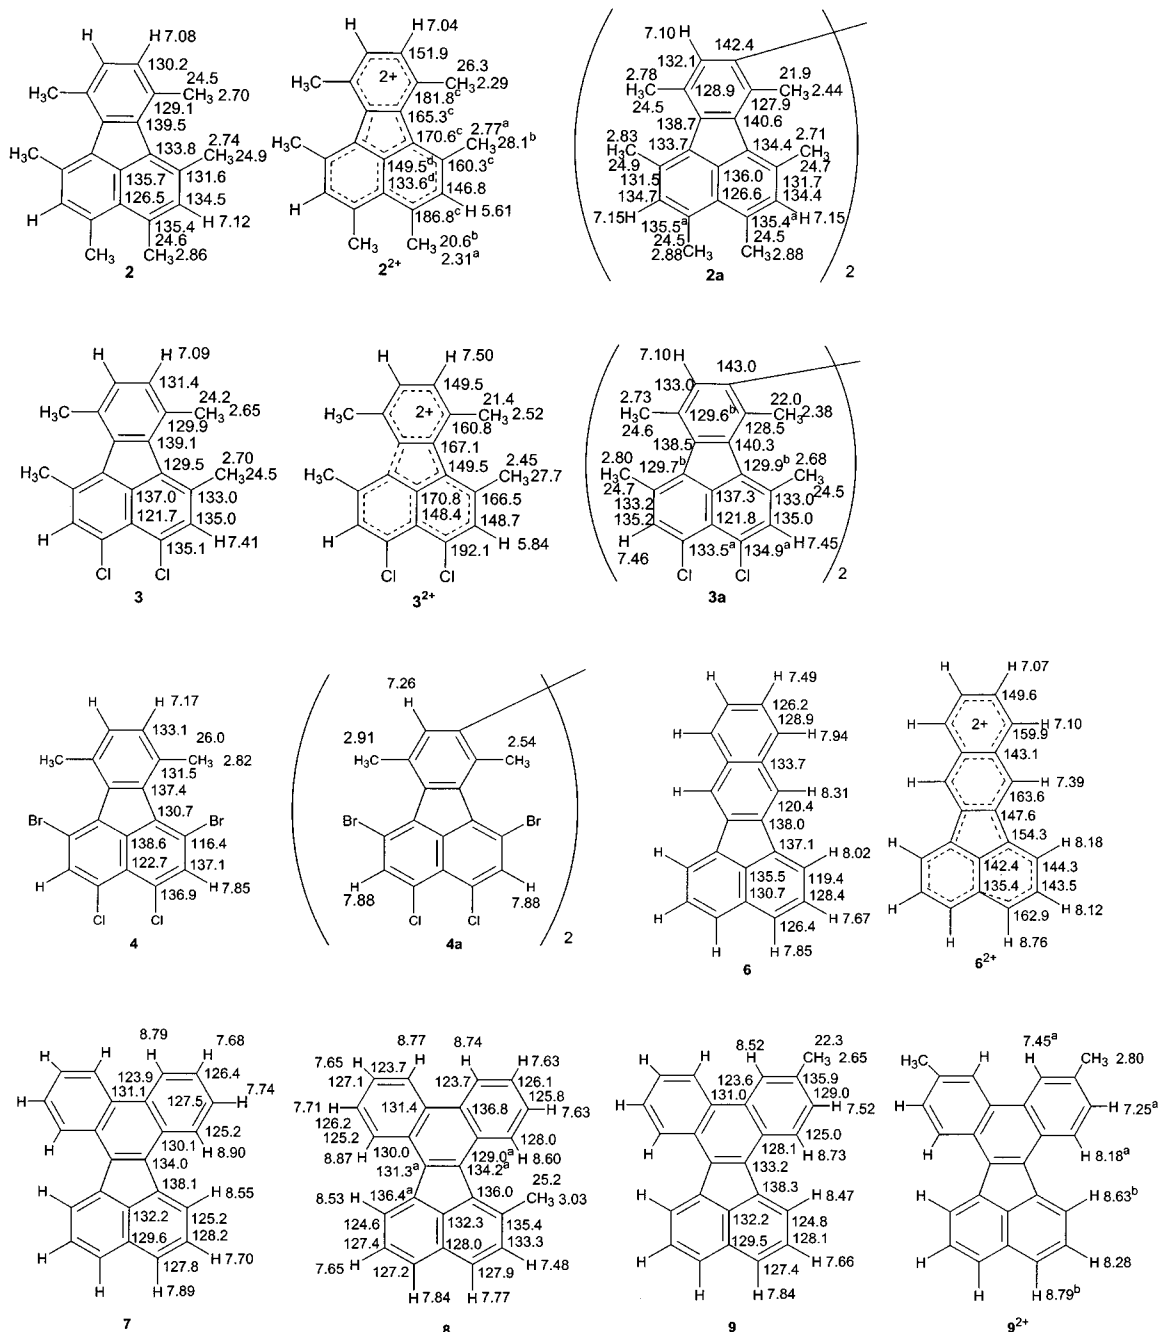 H H 7.08
130.2
24.5
H₃C CH₃ 2.70
129.1
139.5
2.74
H₃C 133.8 CH₃24.9
135.7 131.6
126.5 134.5
H H 7.12
135.4
24.6
CH₃ CH₃2.86
2
H H 7.04
151.9
26.3
H₃C 2+ CH₃2.29
181.8ᶜ
165.3ᶜ
2.77ᵃ
H₃C 170.6ᶜ CH₃28.1ᵇ
149.5ᵈ 160.3ᶜ
133.6ᵈ 146.8
H H 5.61
186.8ᶜ
CH₃ CH₃ 20.6ᵇ
2.31ᵃ
2²⁺
7.10 H 142.4
132.1
2.78 21.9
H₃C 128.9 CH₃ 2.44
24.5 127.9
138.7 140.6
2.83 133.7 134.4 2.71
H₃C CH₃
24.9 136.0 24.7
131.5 126.6 131.7
134.7 134.4
7.15H H 7.15
135.5ᵃ 135.4ᵃ
24.5 24.5
2.88CH₃ CH₃2.88
2a 2
H H 7.09
131.4
24.2
H₃C CH₃ 2.65
129.9
139.1
2.70
H₃C 129.5 CH₃24.5
137.0 133.0
121.7 135.0
H H7.41
135.1
Cl Cl
3
H H 7.50
149.5
21.4
H₃C 2+ CH₃ 2.52
160.8
167.1
2.45
H₃C 149.5 CH₃27.7
170.8 166.5
148.4 148.7
H H 5.84
192.1
Cl Cl
3²⁺
7.10H 143.0
133.0
2.73 22.0
H₃C 129.6ᵇ CH₃ 2.38
24.6 128.5
138.5 140.3
2.80 129.7ᵇ 129.9ᵇ 2.68
H₃C CH₃
24.7 137.3 24.5
133.2 133.0
135.2 121.8 135.0
H H7.45
7.46 133.5ᵃ 134.9ᵃ
Cl Cl
3a 2
H H 7.17
133.1
26.0
H₃C CH₃ 2.82
131.5
137.4
Br 130.7 Br
138.6 116.4
122.7 137.1
H H 7.85
136.9
Cl Cl
4
7.26
H
2.91 2.54
H₃C CH₃
Br Br
H H
7.88 7.88
Cl Cl
4a 2
H H 7.49
126.2
128.9
H H 7.94
133.7
H H 8.31
120.4
138.0
137.1
H H 8.02
135.5 119.4
130.7 128.4
H H 7.67
126.4
H H 7.85
6
H H 7.07
149.6
H 2+ H 7.10
159.9
143.1
H H 7.39
163.6
147.6
154.3
H H 8.18
142.4 144.3
135.4 143.5
H H 8.12
162.9
H H 8.76
6²⁺
8.79 7.68
H H H H
123.9 126.4
131.1
H 127.5 H 7.74
125.2
H 130.1 H 8.90
134.0
138.1
H H 8.55
132.2 125.2
129.6 128.2
H H 7.70
127.8
H H 7.89
7
8.77 8.74
7.65 H H H H 7.63
127.1 123.7 123.7 126.1
125.8
7.71 H 131.4 136.8 H 7.63
126.2
125.2 128.0
H 130.0 129.0ᵃ H
8.87 8.60
131.3ᵃ 134.2ᵃ
25.2
8.53 H 136.4ᵃ 136.0 CH₃ 3.03
124.6 132.3 135.4
127.4 128.0 133.3
7.65 H H 7.48
127.2 127.9
H H
7.84 7.77
8
8.52 22.3
H H H CH₃ 2.65
123.6 135.9
131.0 129.0
H H 7.52
125.0
H 128.1 H 8.73
133.2
138.3
H H 8.47
132.2 124.8
129.5 128.1
H H 7.66
127.4
H H 7.84
9
7.45ᵃ
H₃C H H CH₃ 2.80
H H 7.25ᵃ
H H 8.18ᵃ
H H 8.63ᵇ
H H 8.28
H H 8.79ᵇ
9²⁺